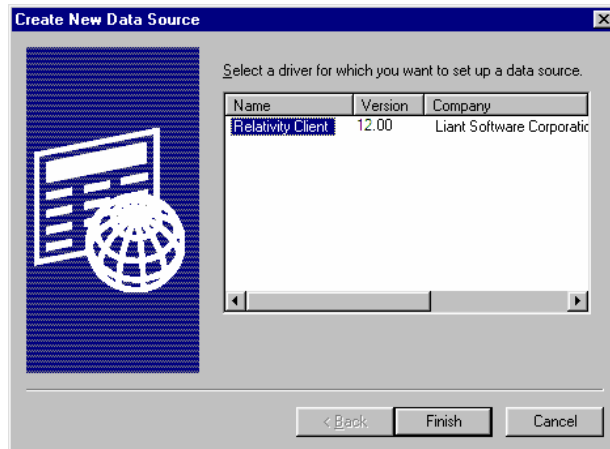 Create New Data Source
Select a driver for which you want to set up a data source.
Name Version Company
Relativity Client 12.00 Liant Software Corporatic
< Back Finish Cancel